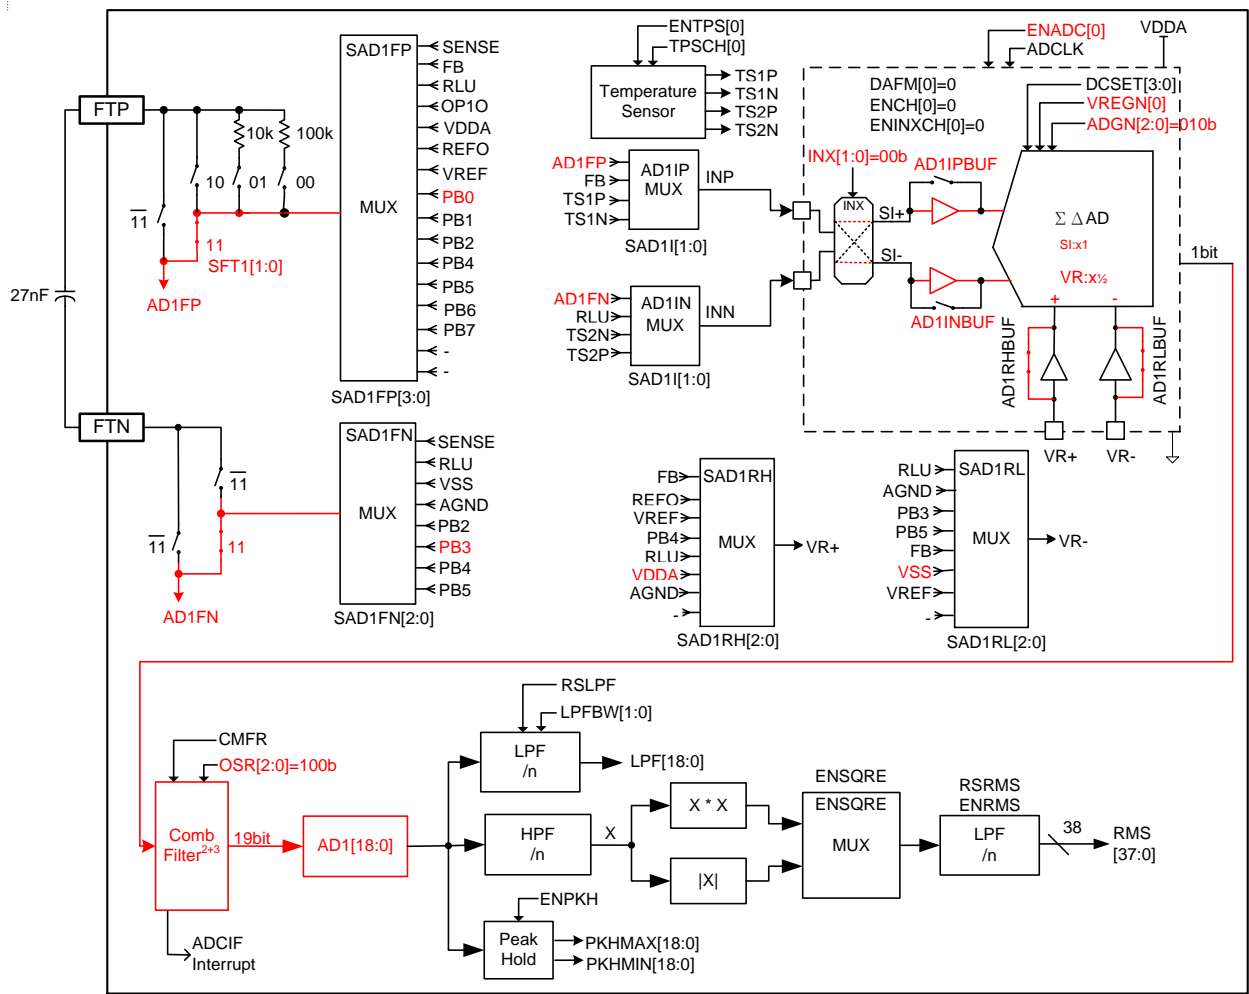 ENTPS[0]
TPSCH[0]
ENADC[0]
ADCLK
VDDA
SAD1FP
SENSE
FB
RLU
OP1O
VDDA
REFO
VREF
PB0
PB1
PB2
PB4
PB5
PB6
PB7
-
-
MUX
SAD1FP[3:0]
FTP
10k
100k
10
01
00
11
11
SFT1[1:0]
AD1FP
27nF
FTN
11
11
11
AD1FN
SAD1FN
SENSE
RLU
VSS
AGND
PB2
PB3
PB4
PB5
MUX
SAD1FN[2:0]
Temperature
Sensor
TS1P
TS1N
TS2P
TS2N
AD1FP
FB
TS1P
TS1N
AD1IP
MUX
INP
SAD1I[1:0]
AD1FN
RLU
TS2N
TS2P
AD1IN
MUX
INN
SAD1I[1:0]
DAFM[0]=0
ENCH[0]=0
ENINXCH[0]=0
DCSET[3:0]
VREGN[0]
ADGN[2:0]=010b
INX[1:0]=00b
INX
SI+
SI-
AD1IPBUF
AD1INBUF
Σ Δ AD
SI:x1
VR:x½
+
-
1bit
AD1RHBUF
AD1RLBUF
VR+
VR-
FB
REFO
VREF
PB4
RLU
VDDA
AGND
-
SAD1RH
MUX
VR+
SAD1RH[2:0]
RLU
AGND
PB3
PB5
FB
VSS
VREF
-
SAD1RL
MUX
VR-
SAD1RL[2:0]
CMFR
OSR[2:0]=100b
Comb
Filter2+3
19bit
AD1[18:0]
ADCIF
Interrupt
RSLPF
LPFBW[1:0]
LPF
/n
LPF[18:0]
HPF
/n
X
X * X
|X|
ENPKH
Peak
Hold
PKHMAX[18:0]
PKHMIN[18:0]
ENSQRE
ENSQRE
MUX
RSRMS
ENRMS
LPF
/n
38
RMS
[37:0]